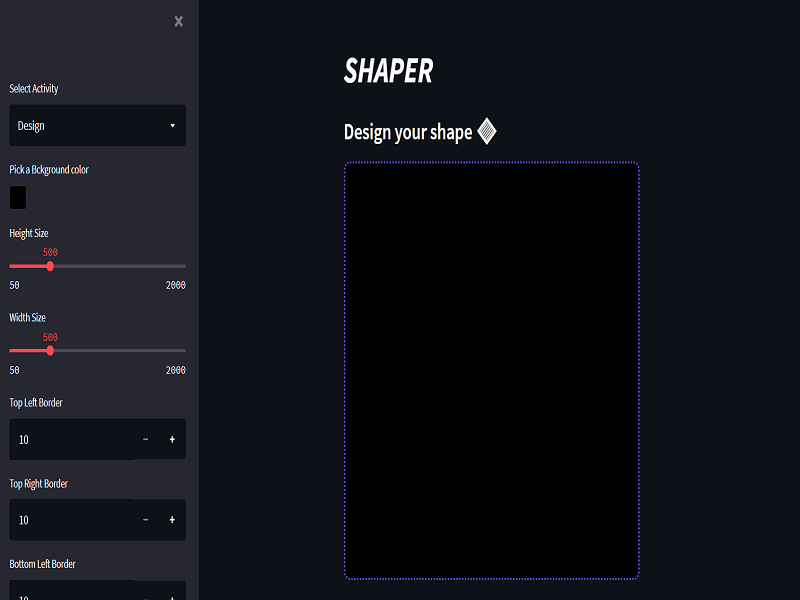 ×
Select Activity
Design
Pick a Bckground color
Height Size
500
50 2000
Width Size
500
50 2000
Top Left Border
10 − +
Top Right Border
10 − +
Bottom Left Border
10 − +
SHAPER
Design your shape